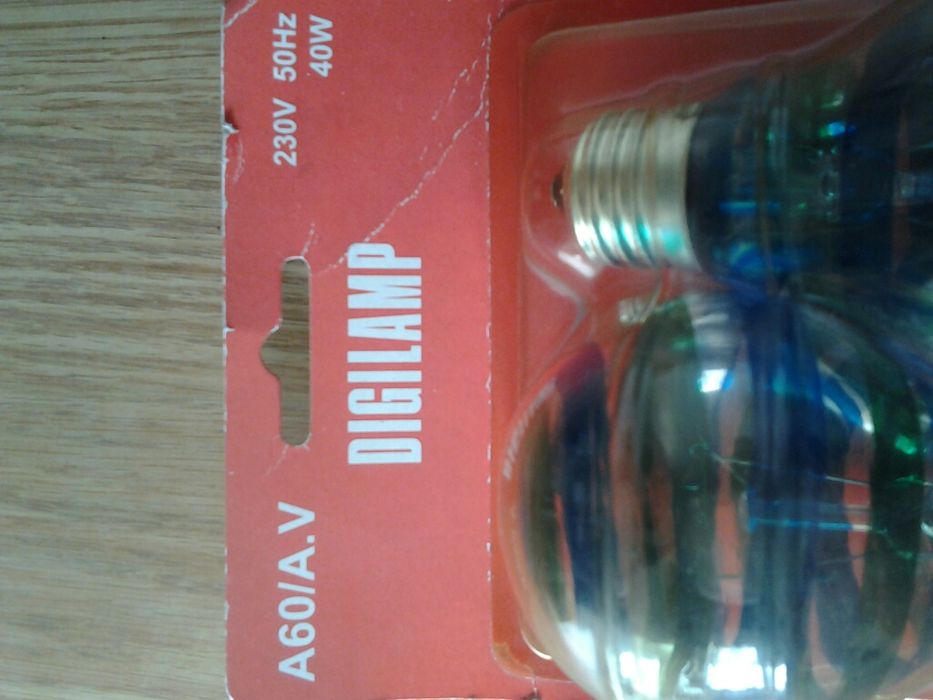 A60/A.V
230V 50Hz
40W
DIGILAMP